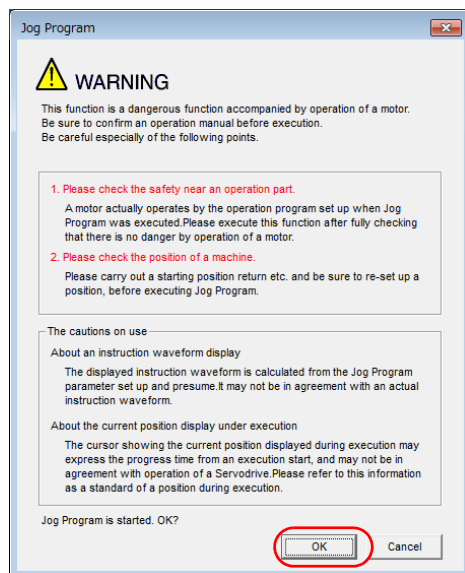 Jog Program
WARNING
This function is a dangerous function accompanied by operation of a motor.
Be sure to confirm an operation manual before execution.
Be careful especially of the following points.
1. Please check the safety near an operation part.
A motor actually operates by the operation program set up when Jog
Program was executed.Please execute this function after fully checking
that there is no danger by operation of a motor.
2. Please check the position of a machine.
Please carry out a starting position return etc. and be sure to re-set up a
position, before executing Jog Program.
The cautions on use
About an instruction waveform display
The displayed instruction waveform is calculated from the Jog Program
parameter set up and presume.It may not be in agreement with an actual
instruction waveform.
About the current position display under execution
The cursor showing the current position displayed during execution may
express the progress time from an execution start, and may not be in
agreement with operation of a Servodrive.Please refer to this information
as a standard of a position during execution.
Jog Program is started. OK?
OK
Cancel